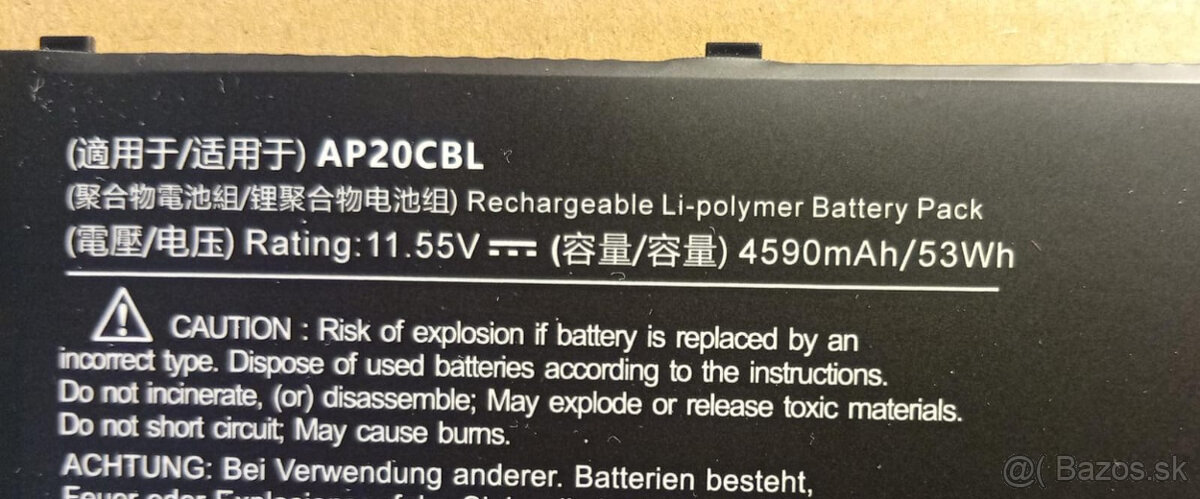 (適用于/适用于) AP20CBL
(聚合物電池組/锂聚合物电池组) Rechargeable Li-polymer Battery Pack
(電壓/电压) Rating:11.55V ⎓ (容量/容量) 4590mAh/53Wh
CAUTION : Risk of explosion if battery is replaced by an
incorrect type. Dispose of used batteries according to the instructions.
Do not incinerate, (or) disassemble; May explode or release toxic materials.
Do not short circuit; May cause burns.
ACHTUNG: Bei Verwendung anderer. Batterien besteht,
Feuer oder
@( Bazos.sk